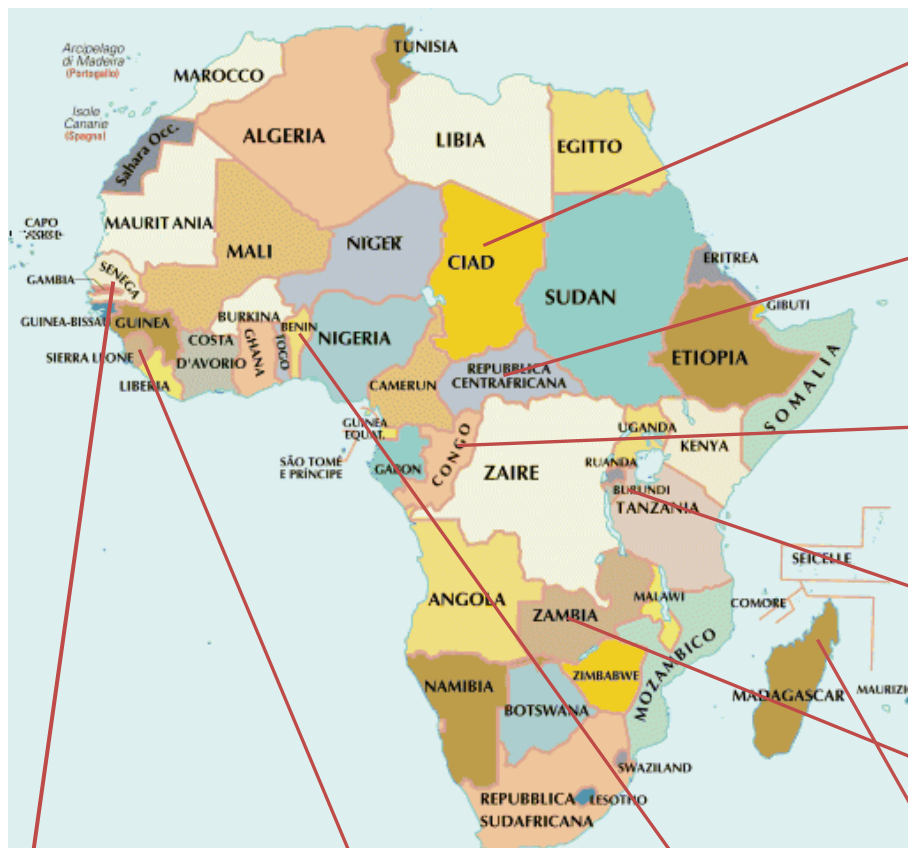 Arcipelago
di Madeira
(Portogallo)
TUNISIA
MAROCCO
Isole
Canarie
(Spagna)
ALGERIA
LIBIA
EGITTO
Sahara Occ.
MAURITANIA
CAPO
NIGER
MALI
CIAD
ERITREA
SENEGA
GAMBIA
SUDAN
GIBUTI
GUINEA-BISSAU
GUINEA
BURKINA
BENIN
NIGERIA
COSTA
D'AVORIO
GHANA
TOGO
SIERRA LEONE
ETIOPIA
REPUBBLICA
CENTRAFRICANA
LIBERIA
CAMERUN
SOMALIA
GUINEA
EQUAT.
UGANDA
KENYA
CONGO
SÃO TOMÉ
E PRÍNCIPE
GABON
ZAIRE
RUANDA
BURUNDI
TANZANIA
SEICELLE
ANGOLA
MALAWI
COMORE
ZAMBIA
MOZAMBICO
ZIMBABWE
NAMIBIA
MADAGASCAR
MAURIZI
BOTSWANA
SWAZILAND
REPUBBLICA
SUDAFRICANA
LESOTHO